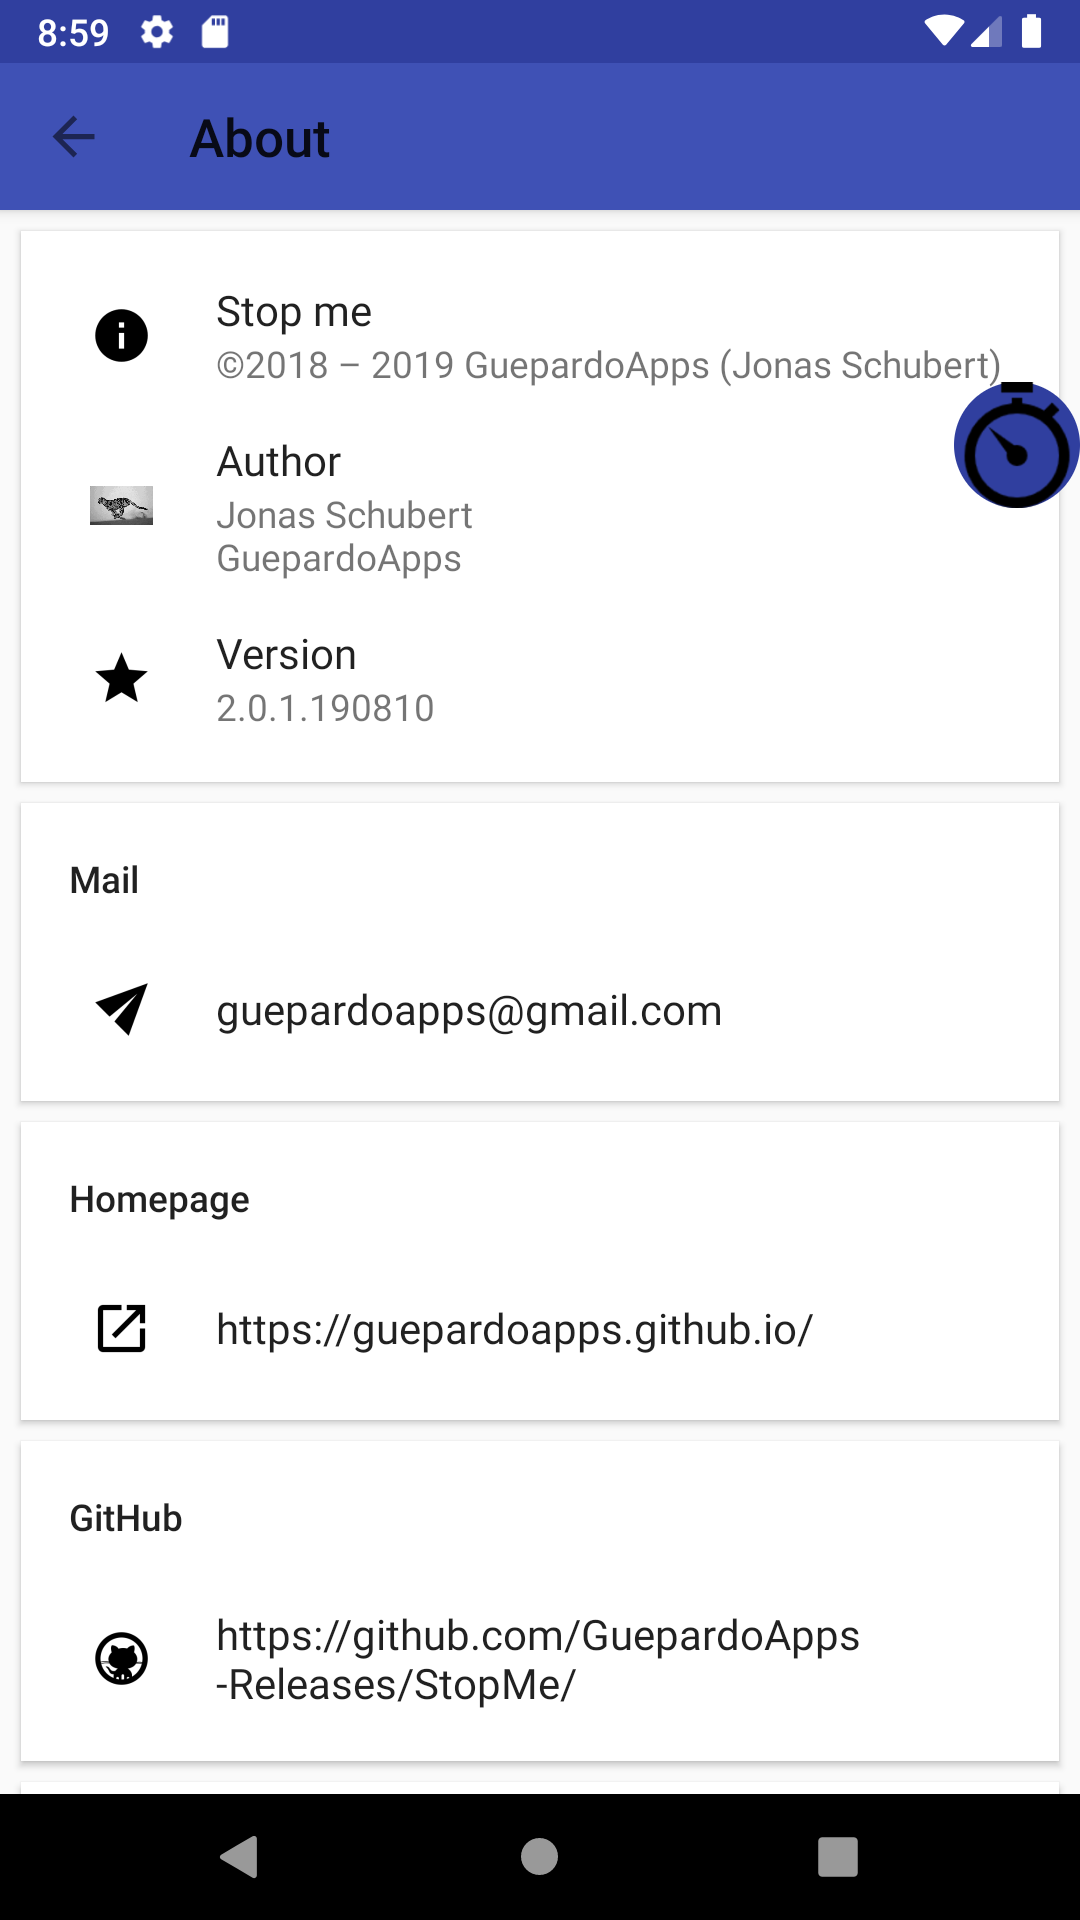 8:59
About
Stop me
©2018 – 2019 GuepardoApps (Jonas Schubert)
Author
Jonas Schubert
GuepardoApps
Version
2.0.1.190810
Mail
guepardoapps@gmail.com
Homepage
https://guepardoapps.github.io/
GitHub
https://github.com/GuepardoApps
-Releases/StopMe/